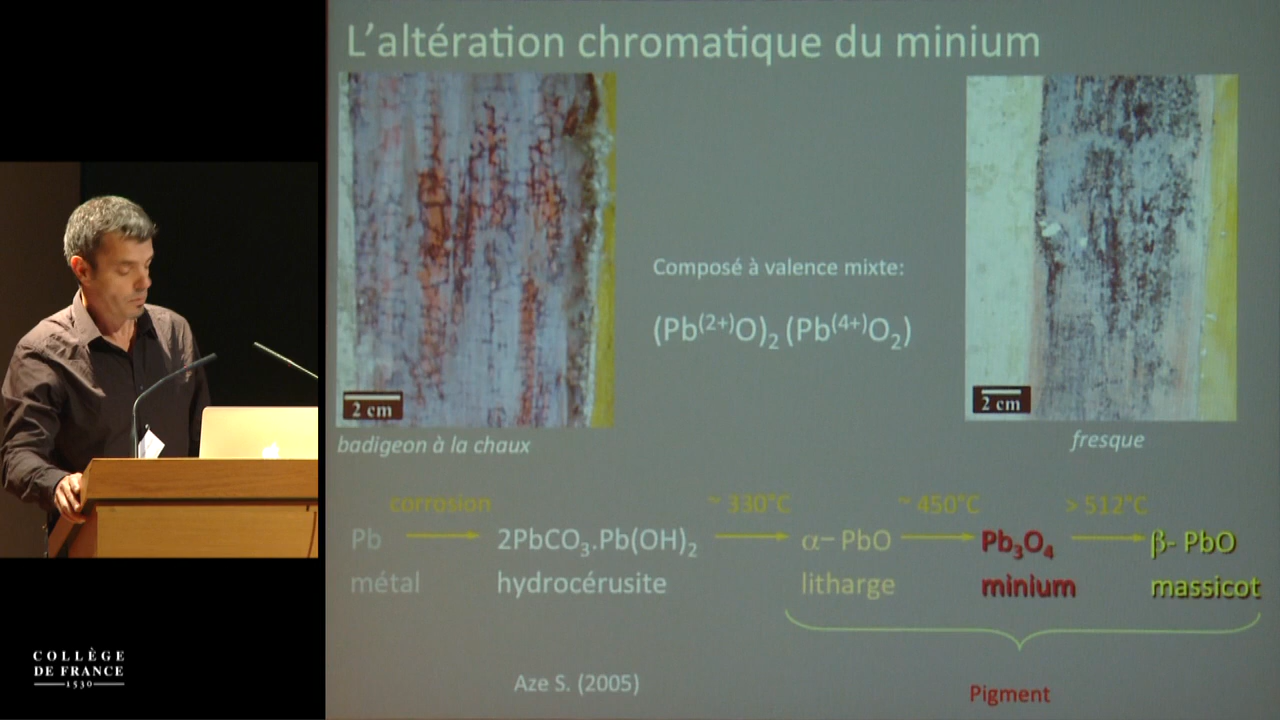 L'altération chromatique du minium
Composé à valence mixte:
(Pb⁽²⁺⁾O)₂ (Pb⁽⁴⁺⁾O₂)
2 cm
2 cm
badigeon à la chaux
fresque
corrosion
~ 330°C
~ 450°C
> 512°C
Pb
2PbCO₃.Pb(OH)₂
α– PbO
Pb₃O₄
β- PbO
métal
hydrocérusite
litharge
minium
massicot
Aze S. (2005)
Pigment
COLLÈGE
DE FRANCE
1530